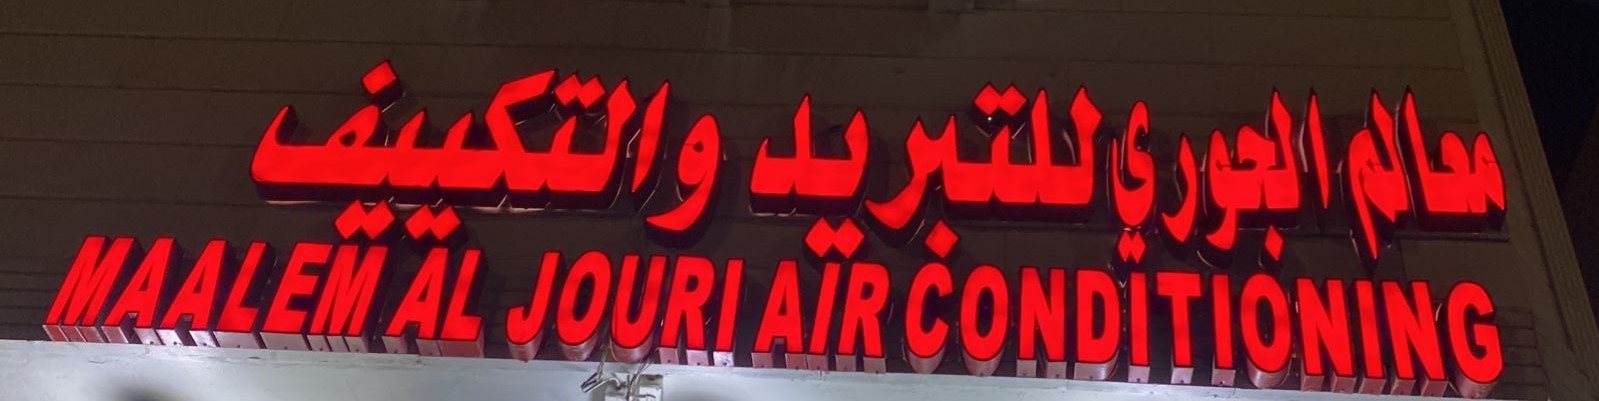 معالم الجوري للتبريد والتكييف
MAALEM AL JOURI AIR CONDITIONING